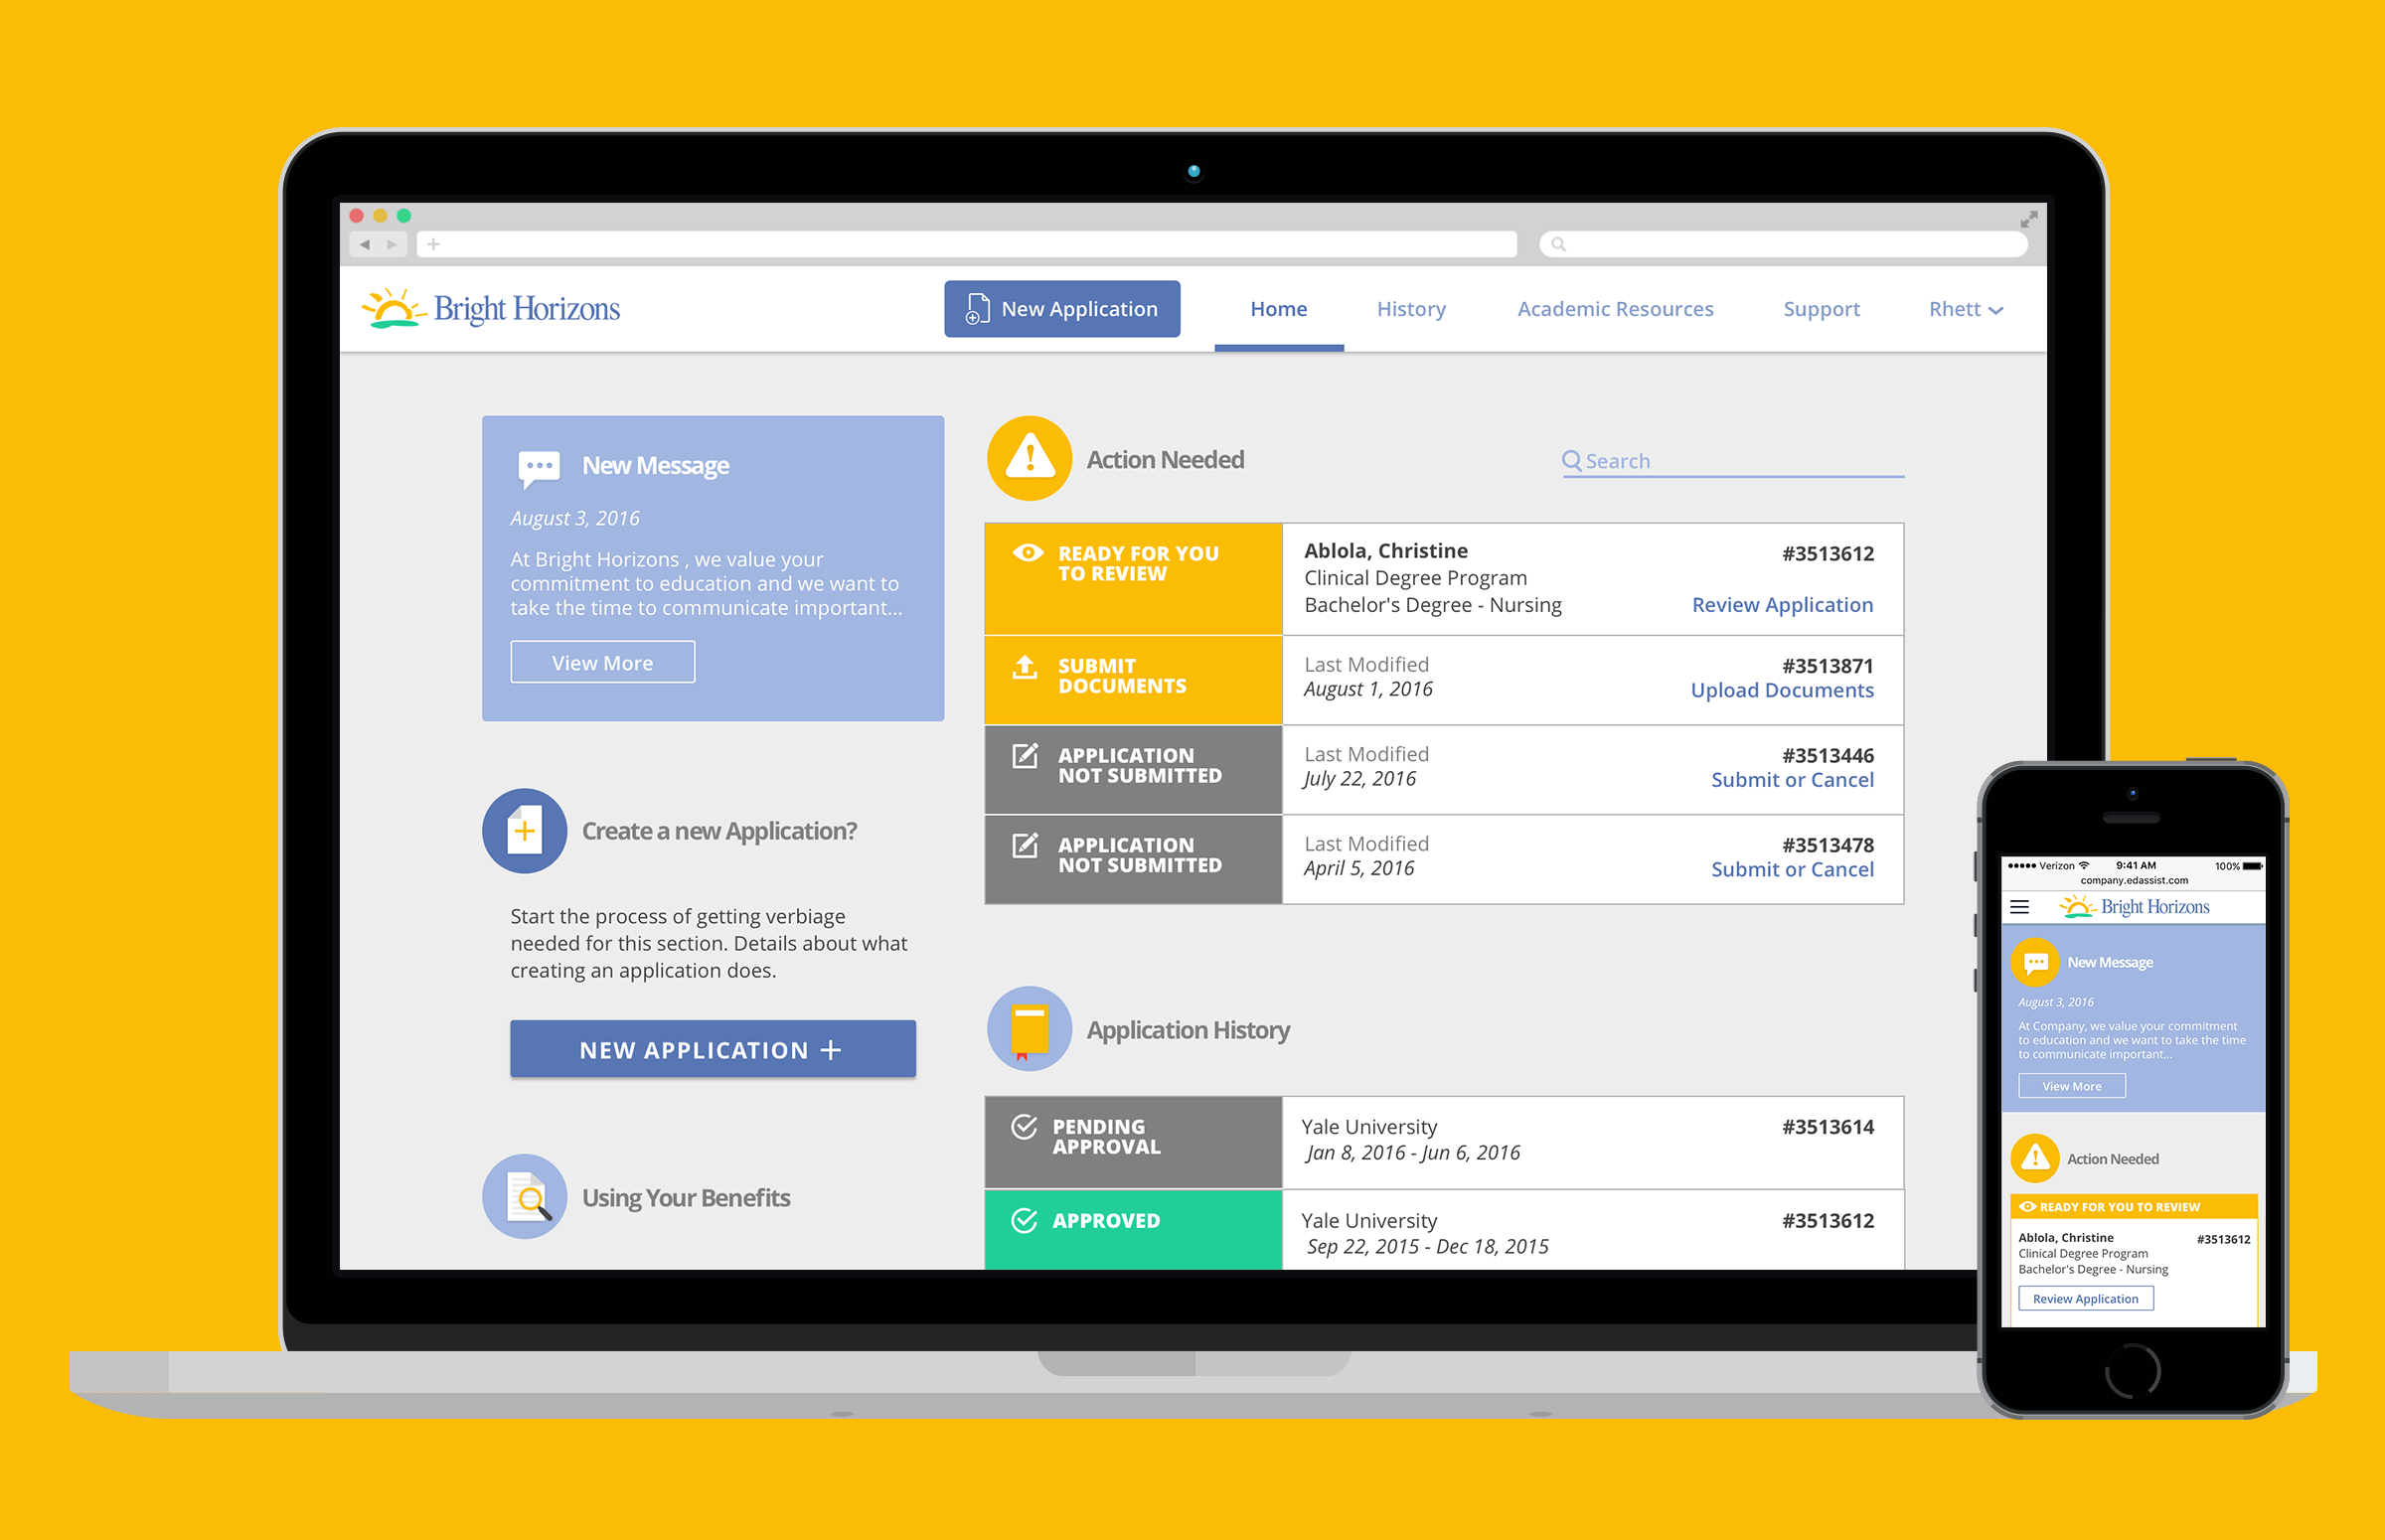 Bright Horizons
New Application
Home
History
Academic Resources
Support
Rhett
New Message
August 3, 2016
At Bright Horizons , we value your
commitment to education and we want to
take the time to communicate important...
View More
Create a new Application?
Start the process of getting verbiage
needed for this section. Details about what
creating an application does.
NEW APPLICATION +
Using Your Benefits
Action Needed
Search
READY FOR YOU
TO REVIEW
Ablola, Christine
Clinical Degree Program
Bachelor's Degree - Nursing
#3513612
Review Application
SUBMIT
DOCUMENTS
Last Modified
August 1, 2016
#3513871
Upload Documents
APPLICATION
NOT SUBMITTED
Last Modified
July 22, 2016
#3513446
Submit or Cancel
APPLICATION
NOT SUBMITTED
Last Modified
April 5, 2016
#3513478
Submit or Cancel
Application History
PENDING
APPROVAL
Yale University
Jan 8, 2016 - Jun 6, 2016
#3513614
APPROVED
Yale University
Sep 22, 2015 - Dec 18, 2015
#3513612
Verizon
9:41 AM
100%
company.edassist.com
Bright Horizons
New Message
August 3, 2016
At Company, we value your commitment
to education and we want to take the time
to communicate important...
View More
Action Needed
READY FOR YOU TO REVIEW
Ablola, Christine
#3513612
Clinical Degree Program
Bachelor's Degree - Nursing
Review Application